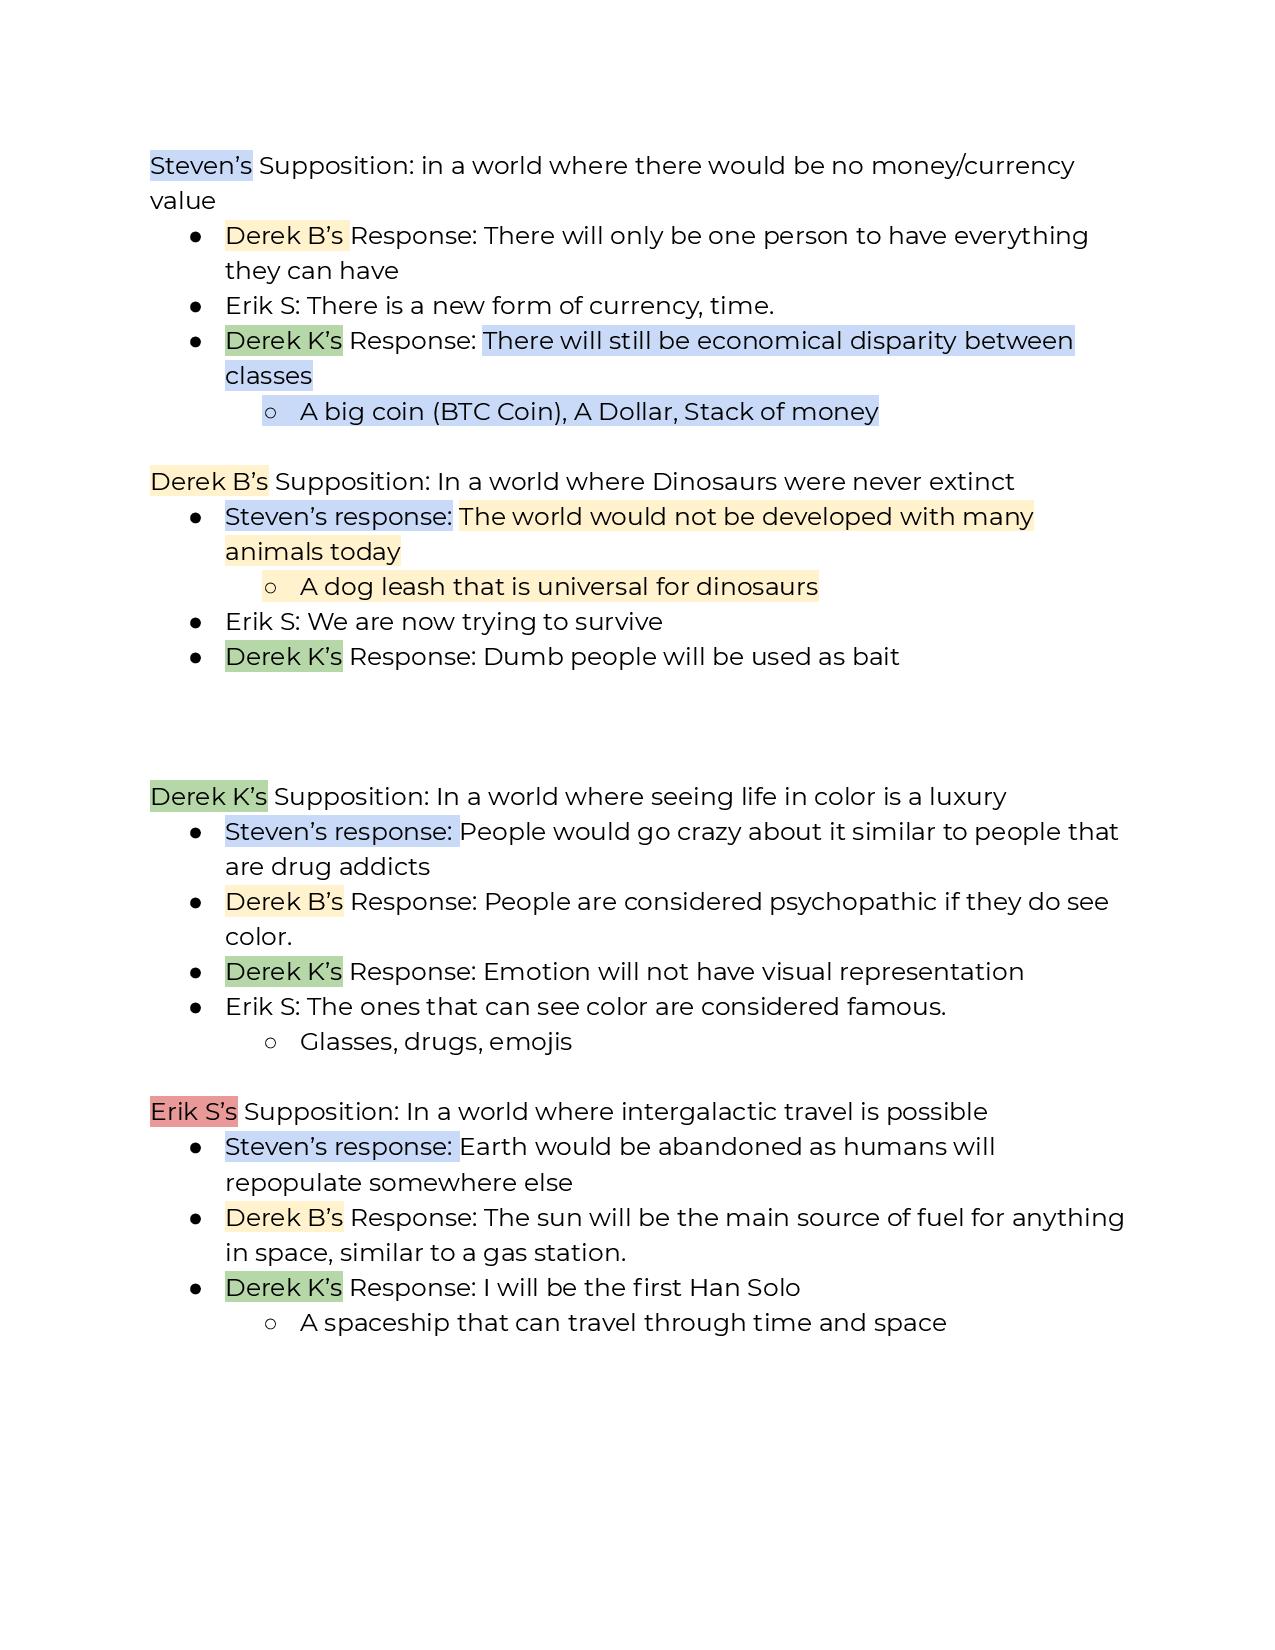 Steven’s Supposition: in a world where there would be no money/currency
value
● Derek B’s Response: There will only be one person to have everything
they can have
● Erik S: There is a new form of currency, time.
● Derek K’s Response: There will still be economical disparity between
classes
○ A big coin (BTC Coin), A Dollar, Stack of money
Derek B’s Supposition: In a world where Dinosaurs were never extinct
● Steven’s response: The world would not be developed with many
animals today
○ A dog leash that is universal for dinosaurs
● Erik S: We are now trying to survive
● Derek K’s Response: Dumb people will be used as bait
Derek K’s Supposition: In a world where seeing life in color is a luxury
● Steven’s response: People would go crazy about it similar to people that
are drug addicts
● Derek B’s Response: People are considered psychopathic if they do see
color.
● Derek K’s Response: Emotion will not have visual representation
● Erik S: The ones that can see color are considered famous.
○ Glasses, drugs, emojis
Erik S’s Supposition: In a world where intergalactic travel is possible
● Steven’s response: Earth would be abandoned as humans will
repopulate somewhere else
● Derek B’s Response: The sun will be the main source of fuel for anything
in space, similar to a gas station.
● Derek K’s Response: I will be the first Han Solo
○ A spaceship that can travel through time and space